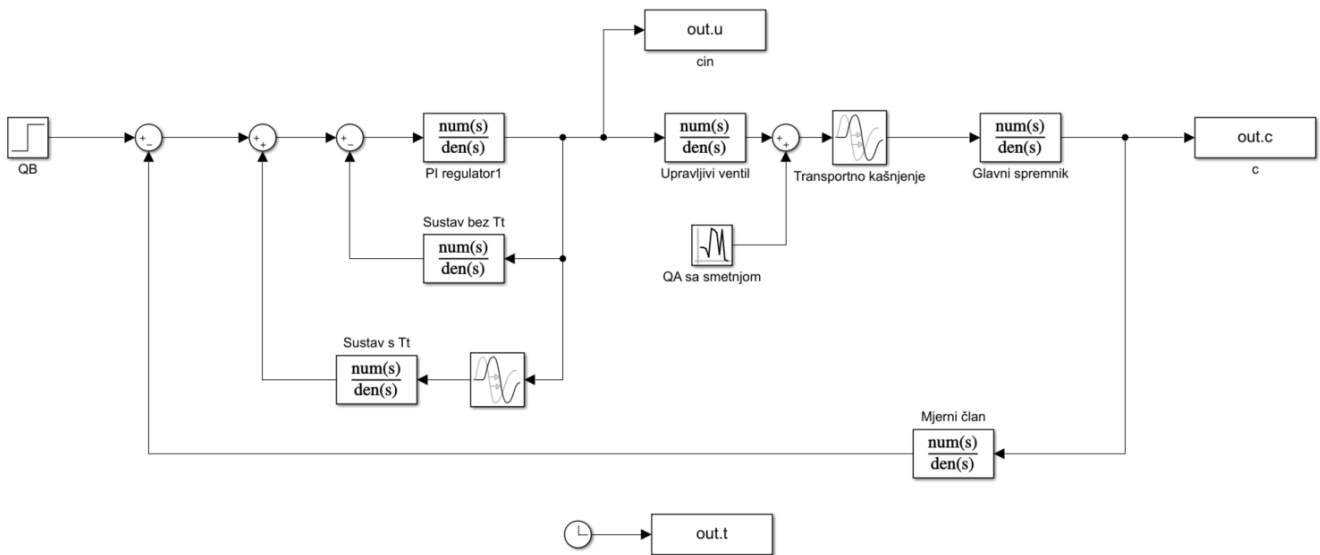 out.u
cin
+
−
+
+
+
−
num(s)
den(s)
num(s)
den(s)
+
+
num(s)
den(s)
out.c
QB
PI regulator1
Upravljivi ventil
Transportno kašnjenje
Glavni spremnik
c
Sustav bez Tt
num(s)
den(s)
QA sa smetnjom
Sustav s Tt
num(s)
den(s)
Mjerni član
num(s)
den(s)
out.t